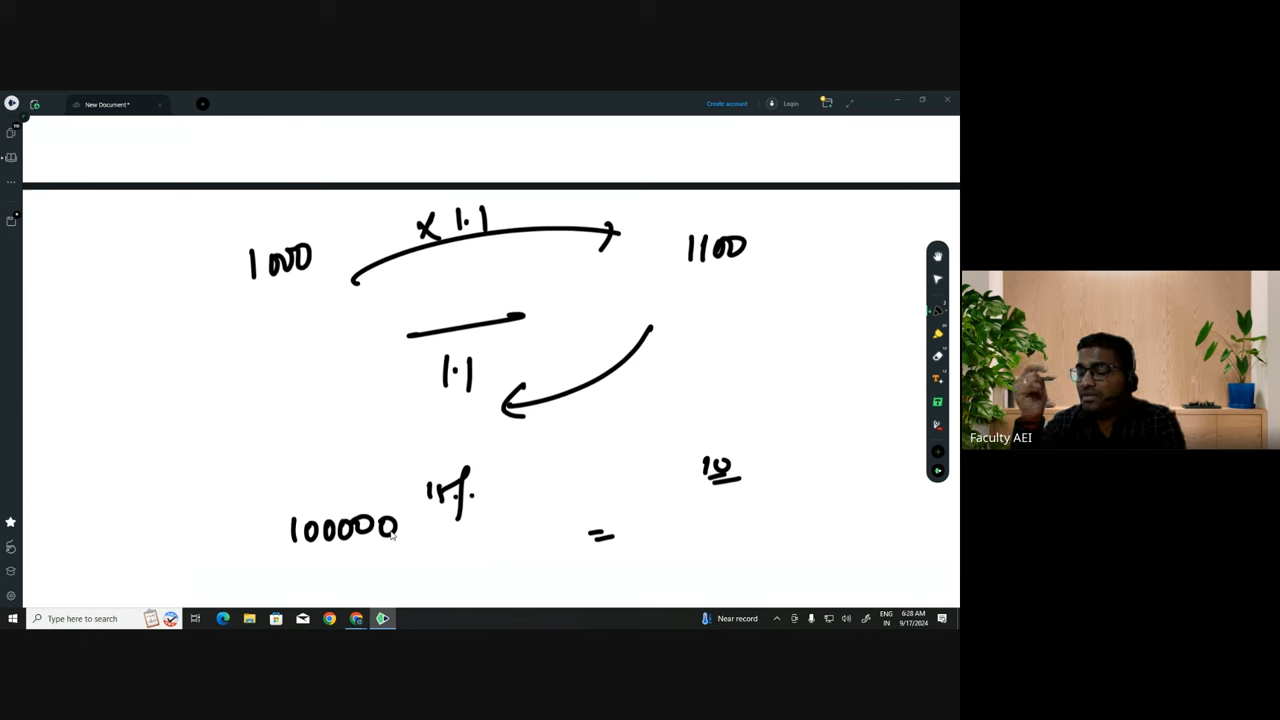 New Document*
Create account
Login
× 1.1
1000
1100
1.1
10
15%
100000
=
Faculty AEI
Type here to search
Near record
ENG
IN
6:28 AM
9/17/2024